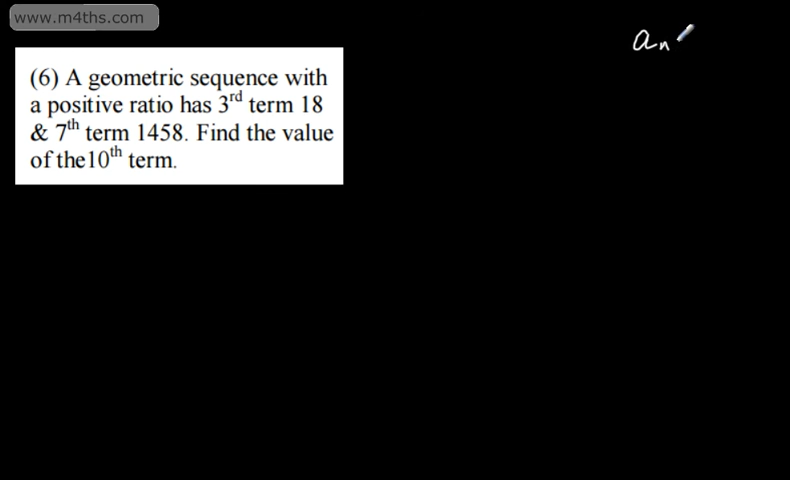 www.m4ths.com
aₙ
(6) A geometric sequence with
a positive ratio has 3ʳᵈ term 18
& 7ᵗʰ term 1458. Find the value
of the10ᵗʰ term.